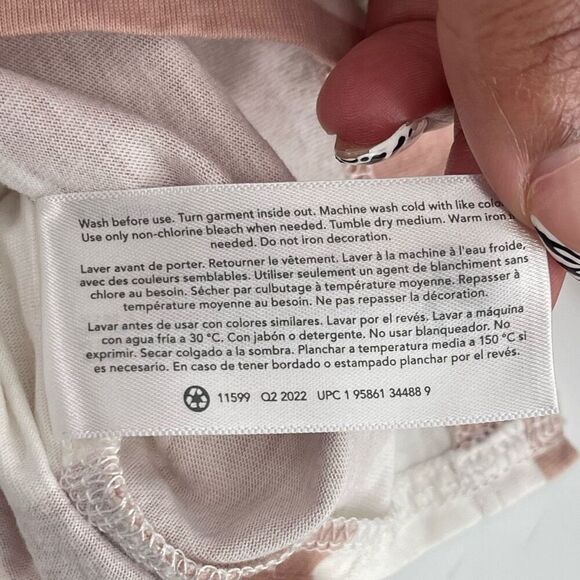 Wash before use. Turn garment inside out. Machine wash cold with like
Use only non-chlorine bleach when needed. Tumble dry medium. Warm iron
needed. Do not iron decoration.
Laver avant de porter. Retourner le vêtement. Laver à la machine à l'eau froide,
avec des couleurs semblables. Utiliser seulement un agent de blanchiment sans
chlore au besoin. Sécher par culbutage à température moyenne. Repasser à
température moyenne au besoin. Ne pas repasser la décoration.
Lavar antes de usar con colores similares. Lavar por el revés. Lavar a máquina
con agua fría a 30 °C. Con jabón o detergente. No usar blanqueador. No
exprimir. Secar colgado a la sombra. Planchar a temperatura media a 150 °C si
es necesario. En caso de tener bordado o estampado planchar por el revés.
11599 Q2 2022 UPC 1 95861 34488 9